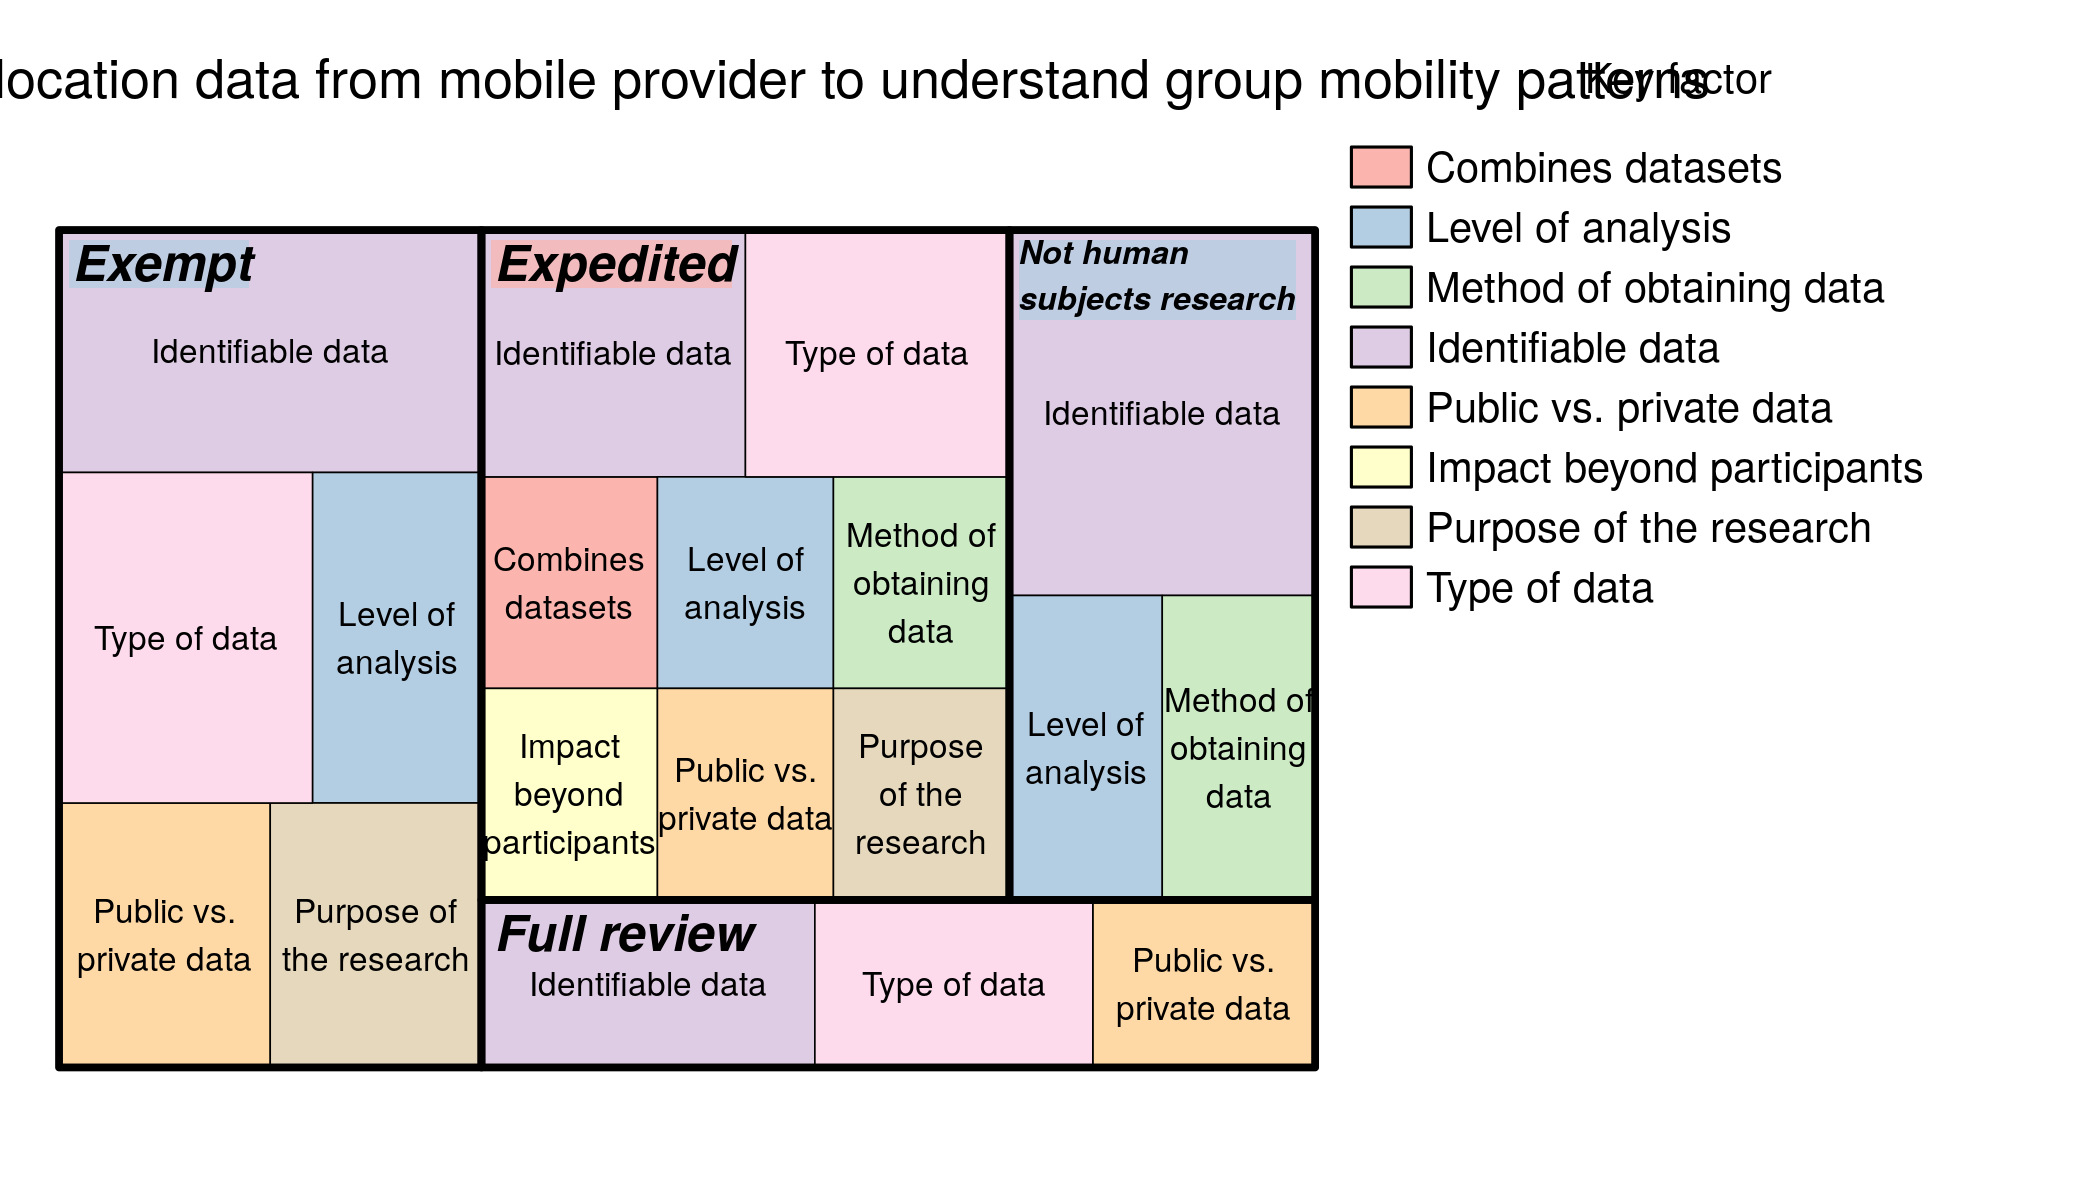 location data from mobile provider to understand group mobility patterns
Key factor
Combines datasets
Level of analysis
Method of obtaining data
Identifiable data
Public vs. private data
Impact beyond participants
Purpose of the research
Type of data
Exempt
Identifiable data
Type of data
Level of
analysis
Public vs.
private data
Purpose of
the research
Expedited
Identifiable data
Type of data
Combines
datasets
Level of
analysis
Method of
obtaining
data
Impact
beyond
participants
Public vs.
private data
Purpose
of the
research
Not human
subjects research
Identifiable data
Level of
analysis
Method of
obtaining
data
Full review
Identifiable data
Type of data
Public vs.
private data